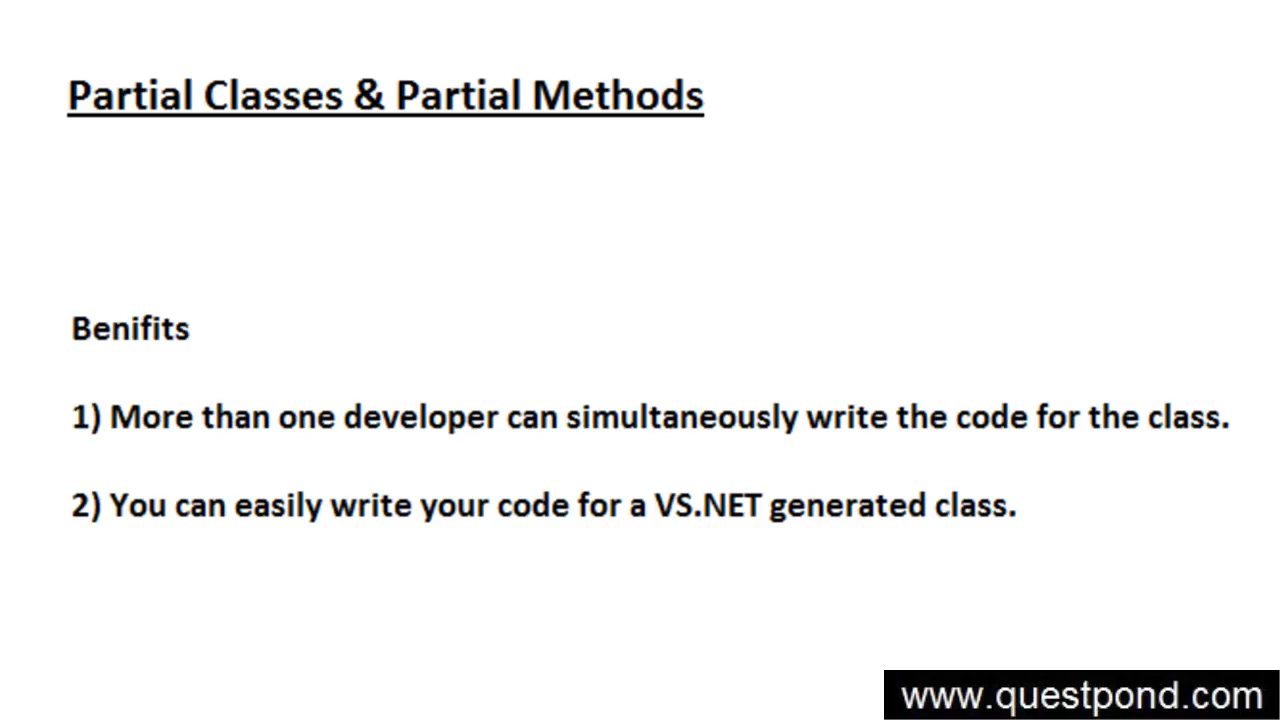 Partial Classes & Partial Methods
Benifits
1) More than one developer can simultaneously write the code for the class.
2) You can easily write your code for a VS.NET generated class.
www.questpond.com